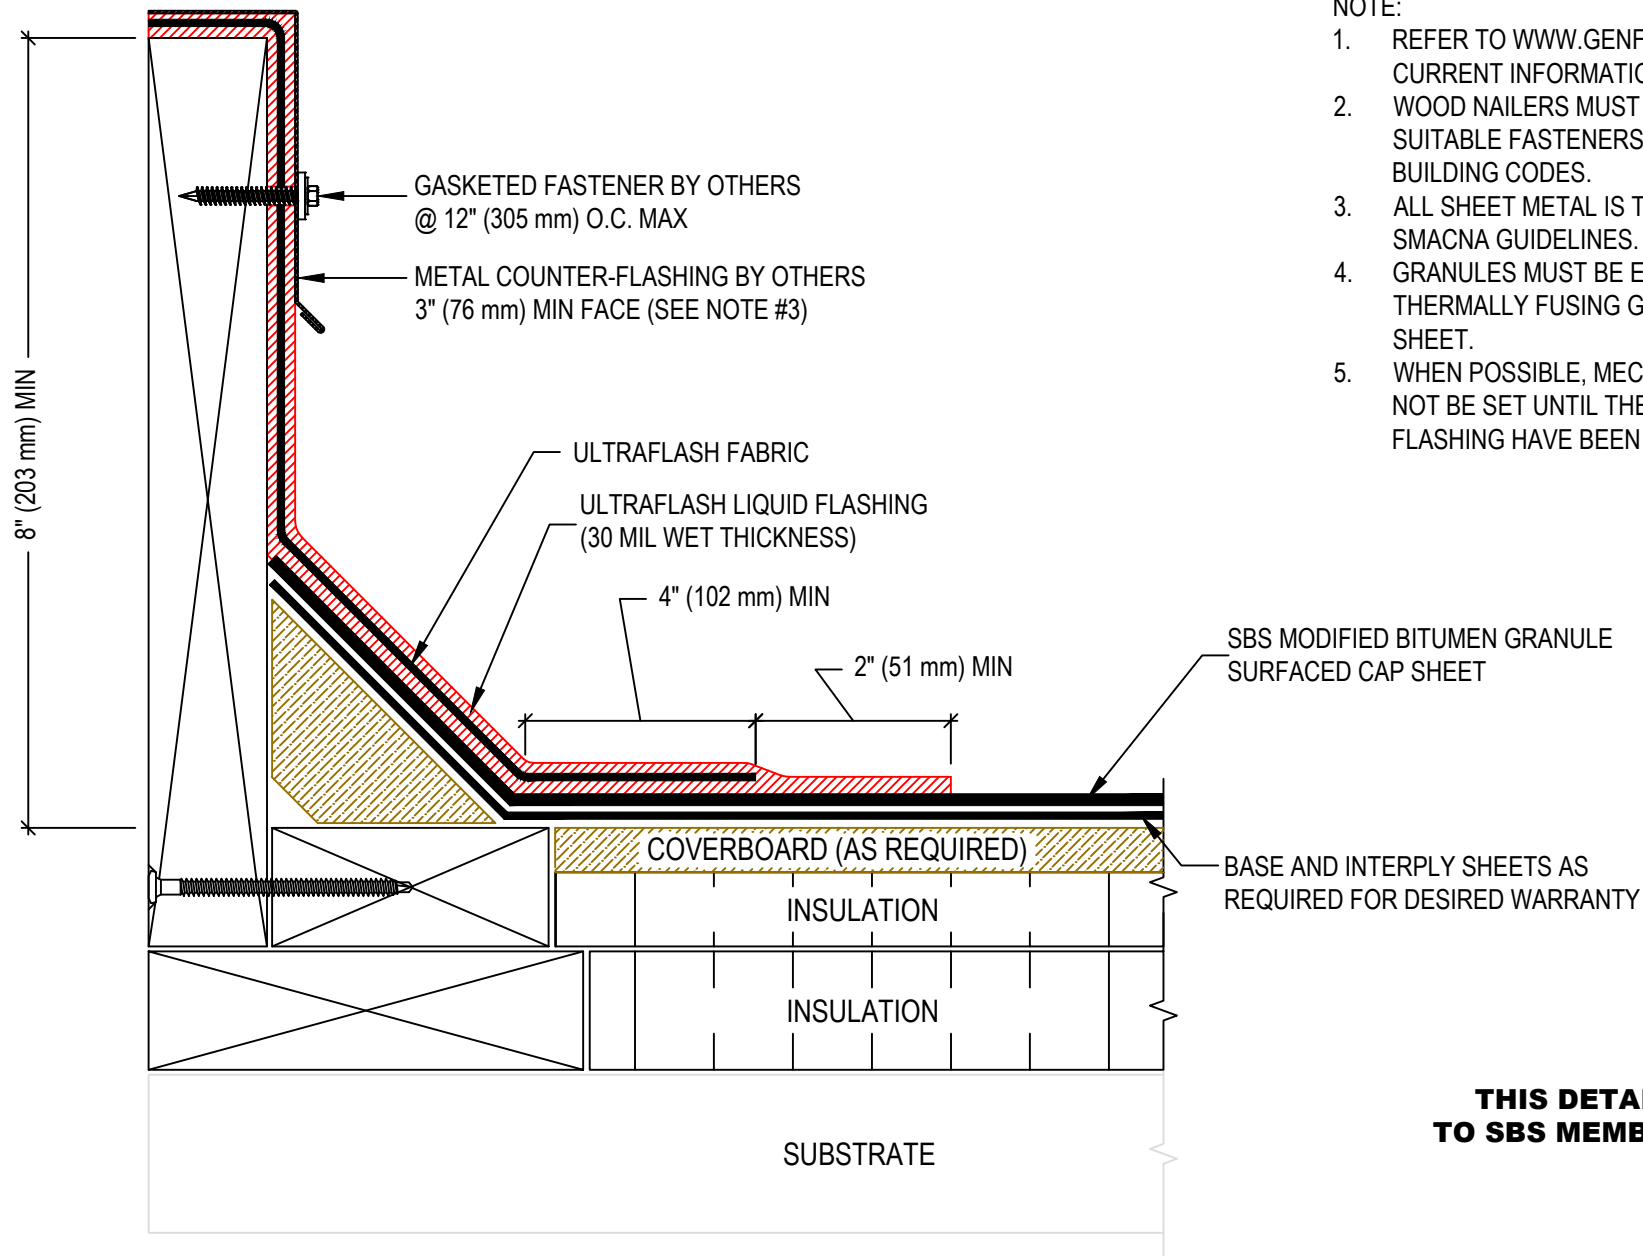 NOTE:
1. REFER TO WWW.GENF
CURRENT INFORMATIO
2. WOOD NAILERS MUST
SUITABLE FASTENERS
BUILDING CODES.
3. ALL SHEET METAL IS T
SMACNA GUIDELINES.
4. GRANULES MUST BE E
THERMALLY FUSING G
SHEET.
5. WHEN POSSIBLE, MEC
NOT BE SET UNTIL THE
FLASHING HAVE BEEN
GASKETED FASTENER BY OTHERS
@ 12" (305 mm) O.C. MAX
METAL COUNTER-FLASHING BY OTHERS
3" (76 mm) MIN FACE (SEE NOTE #3)
8" (203 mm) MIN
ULTRAFLASH FABRIC
ULTRAFLASH LIQUID FLASHING
(30 MIL WET THICKNESS)
4" (102 mm) MIN
2" (51 mm) MIN
SBS MODIFIED BITUMEN GRANULE
SURFACED CAP SHEET
COVERBOARD (AS REQUIRED)
BASE AND INTERPLY SHEETS AS
REQUIRED FOR DESIRED WARRANTY
INSULATION
INSULATION
SUBSTRATE
THIS DETA
TO SBS MEMB